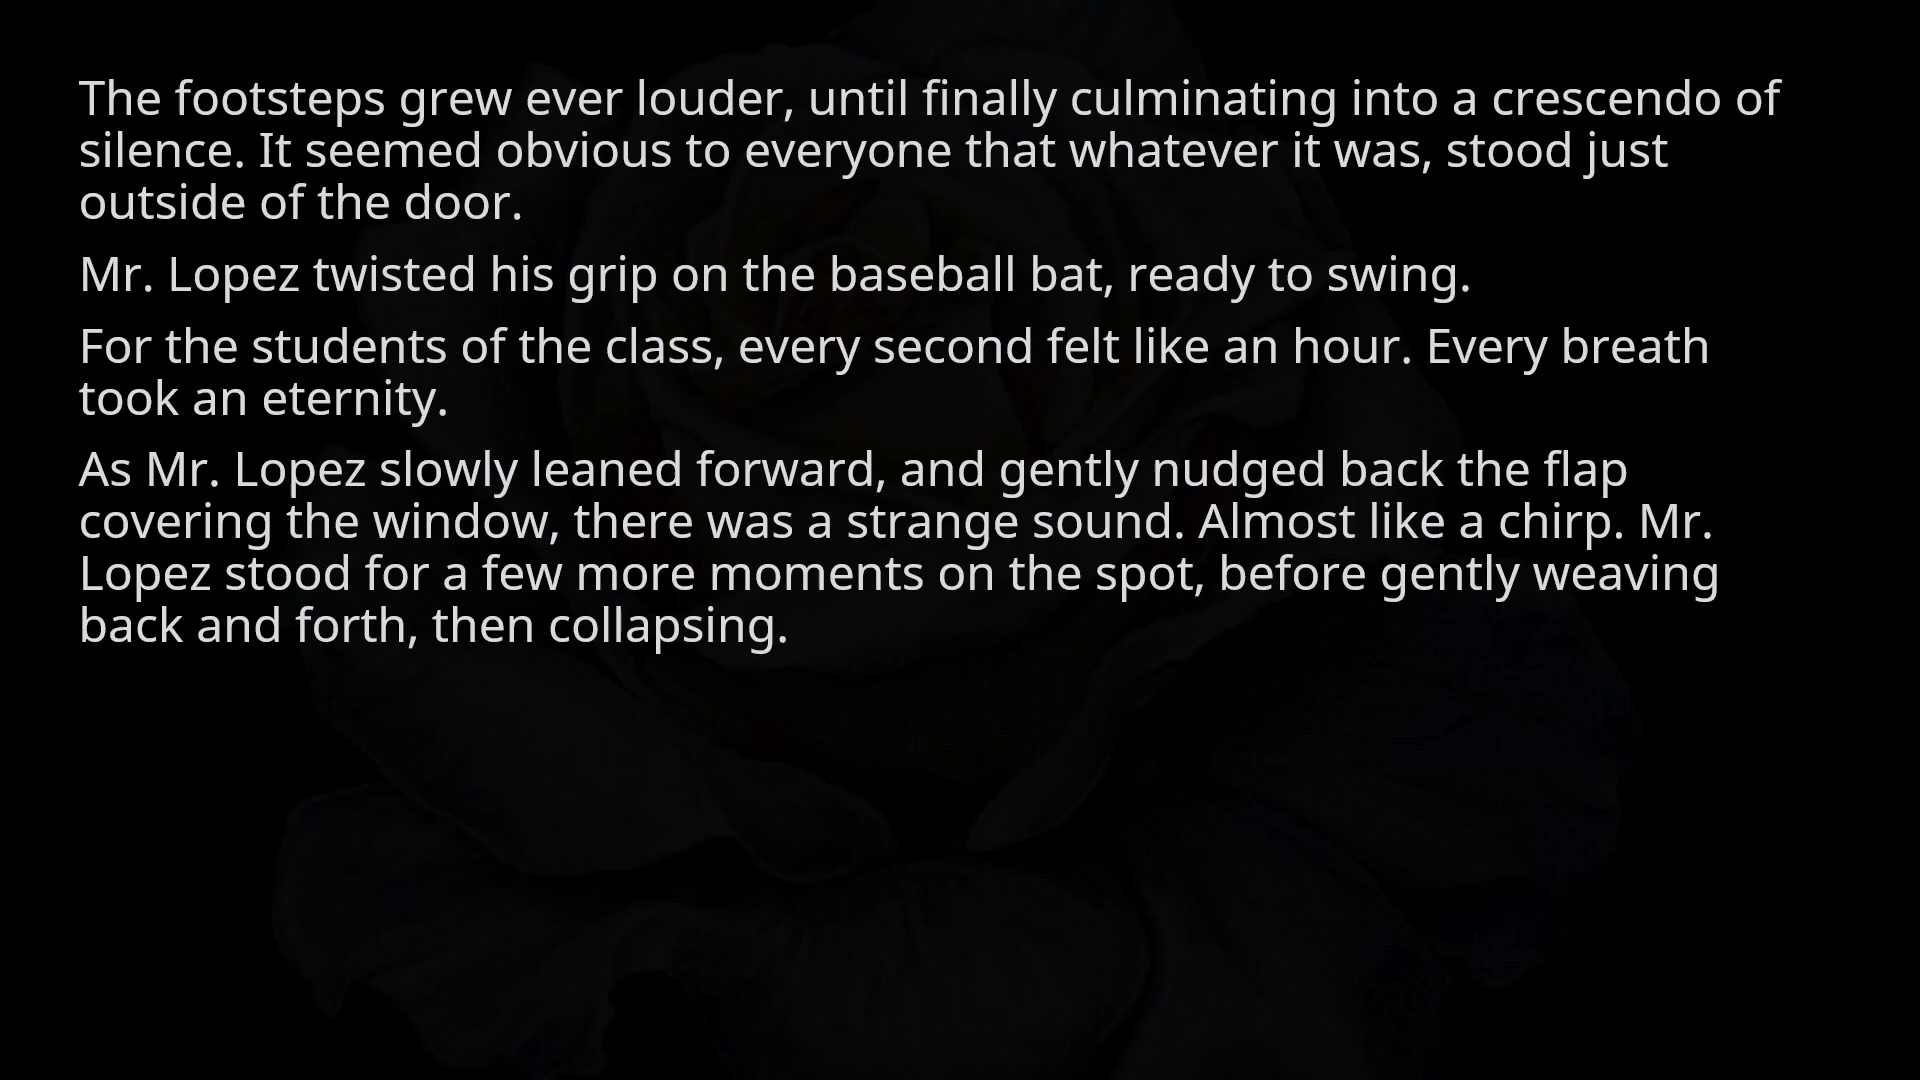 The footsteps grew ever louder, until finally culminating into a crescendo of
silence. It seemed obvious to everyone that whatever it was, stood just
outside of the door.
Mr. Lopez twisted his grip on the baseball bat, ready to swing.
For the students of the class, every second felt like an hour. Every breath
took an eternity.
As Mr. Lopez slowly leaned forward, and gently nudged back the flap
covering the window, there was a strange sound. Almost like a chirp. Mr.
Lopez stood for a few more moments on the spot, before gently weaving
back and forth, then collapsing.